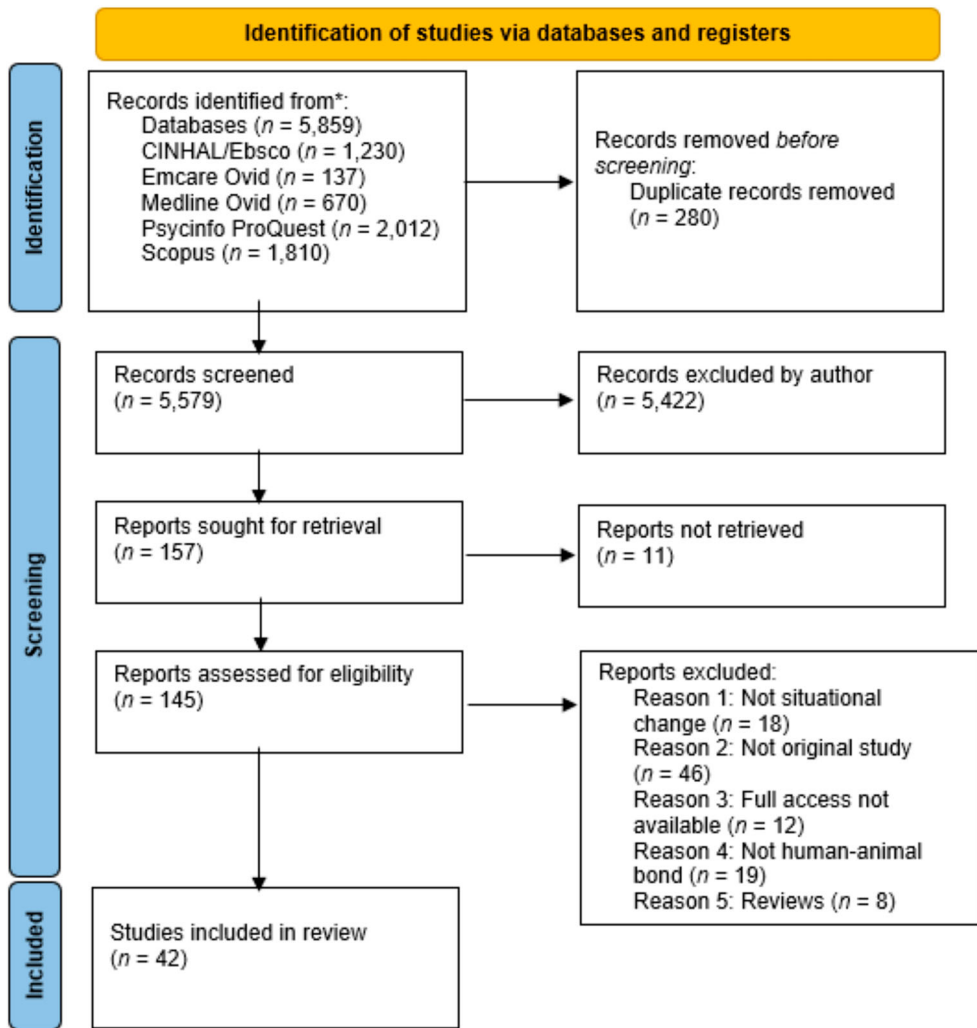 Identification of studies via databases and registers
Identification
Records identified from*:
Databases (n = 5,859)
CINHAL/Ebsco (n = 1,230)
Emcare Ovid (n = 137)
Medline Ovid (n = 670)
Psycinfo ProQuest (n = 2,012)
Scopus (n = 1,810)
Records removed before
screening:
Duplicate records removed
(n = 280)
Screening
Records screened
(n = 5,579)
Records excluded by author
(n = 5,422)
Reports sought for retrieval
(n = 157)
Reports not retrieved
(n = 11)
Reports assessed for eligibility
(n = 145)
Reports excluded:
Reason 1: Not situational
change (n = 18)
Reason 2: Not original study
(n = 46)
Reason 3: Full access not
available (n = 12)
Reason 4: Not human-animal
bond (n = 19)
Reason 5: Reviews (n = 8)
Included
Studies included in review
(n = 42)